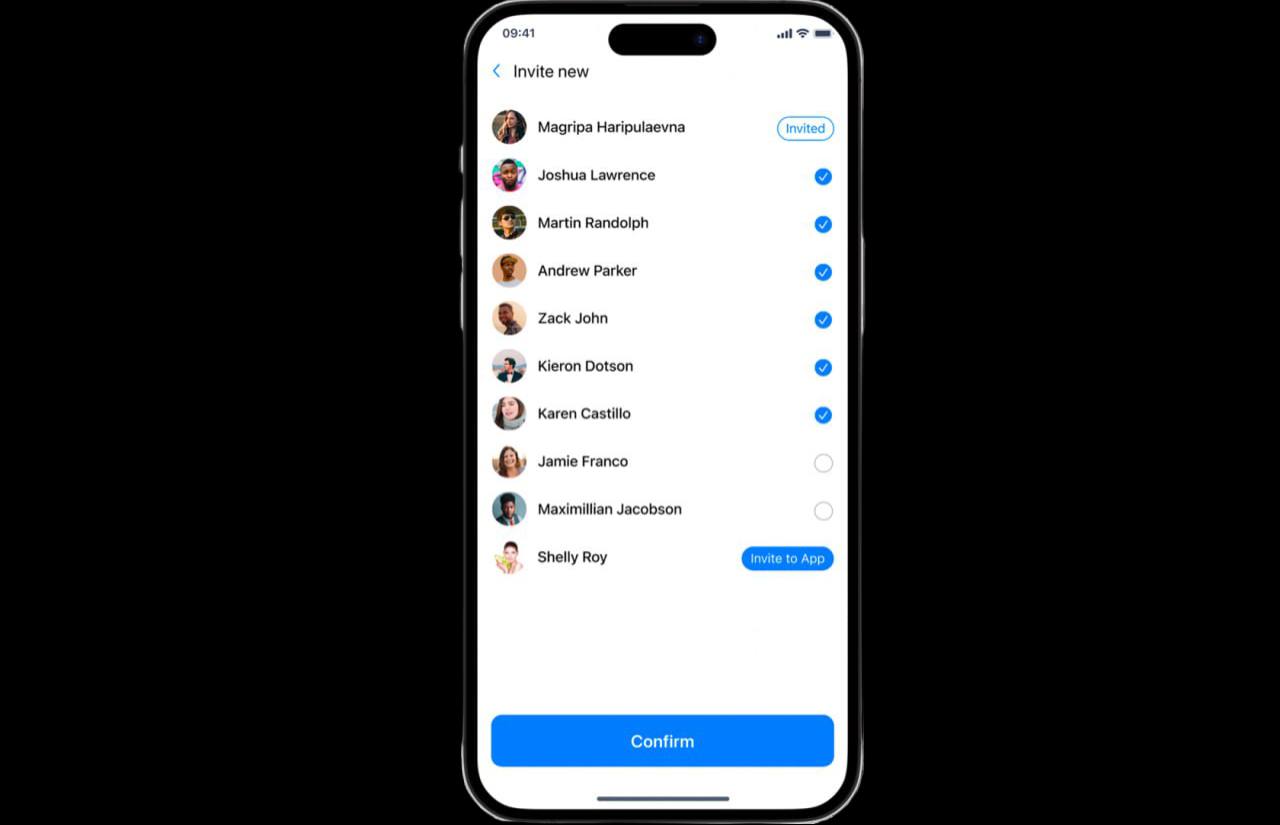 09:41
Invite new
Magripa Haripulaevna
Invited
Joshua Lawrence
Martin Randolph
Andrew Parker
Zack John
Kieron Dotson
Karen Castillo
Jamie Franco
Maximillian Jacobson
Shelly Roy
Invite to App
Confirm